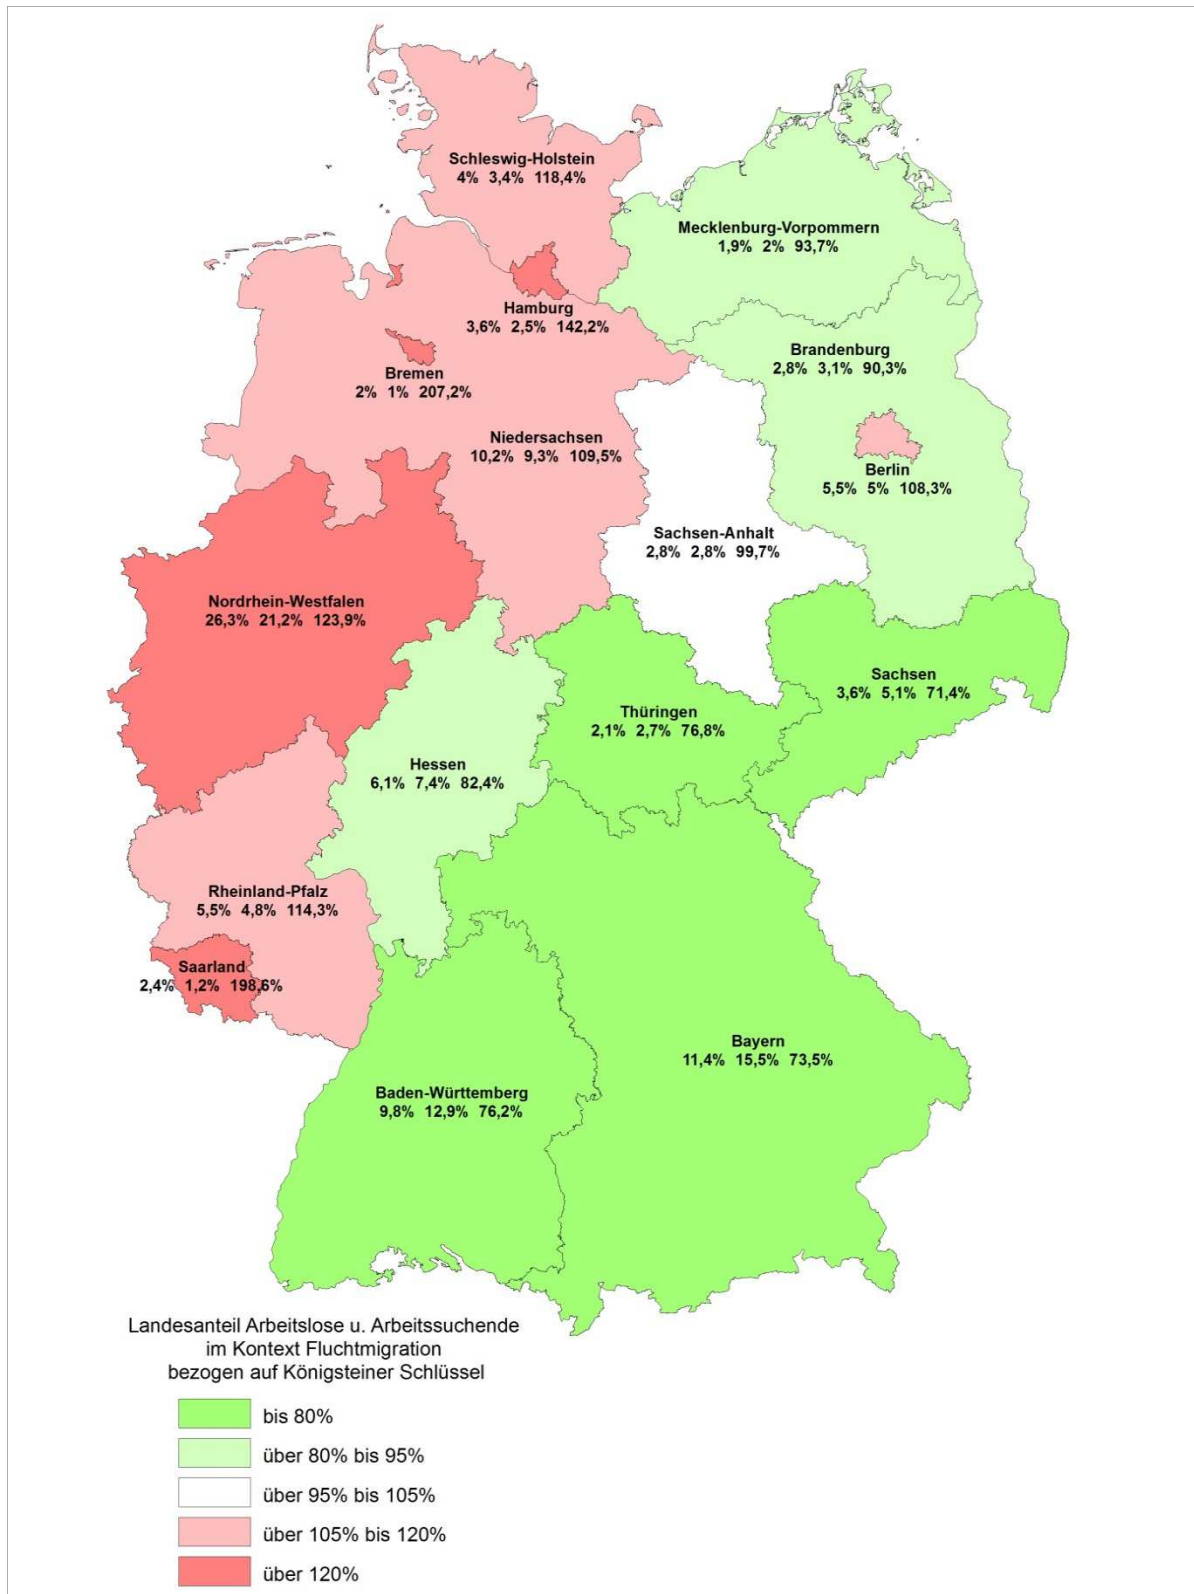 Schleswig-Holstein
4% 3,4% 118,4%
Mecklenburg-Vorpommern
1,9% 2% 93,7%
Hamburg
3,6% 2,5% 142,2%
Brandenburg
2,8% 3,1% 90,3%
Bremen
2% 1% 207,2%
Niedersachsen
10,2% 9,3% 109,5%
Berlin
5,5% 5% 108,3%
Sachsen-Anhalt
2,8% 2,8% 99,7%
Nordrhein-Westfalen
26,3% 21,2% 123,9%
Sachsen
3,6% 5,1% 71,4%
Thüringen
2,1% 2,7% 76,8%
Hessen
6,1% 7,4% 82,4%
Rheinland-Pfalz
5,5% 4,8% 114,3%
Saarland
2,4% 1,2% 198,6%
Bayern
11,4% 15,5% 73,5%
Baden-Württemberg
9,8% 12,9% 76,2%
Landesanteil Arbeitslose u. Arbeitssuchende
im Kontext Fluchtmigration
bezogen auf Königsteiner Schlüssel
bis 80%
über 80% bis 95%
über 95% bis 105%
über 105% bis 120%
über 120%